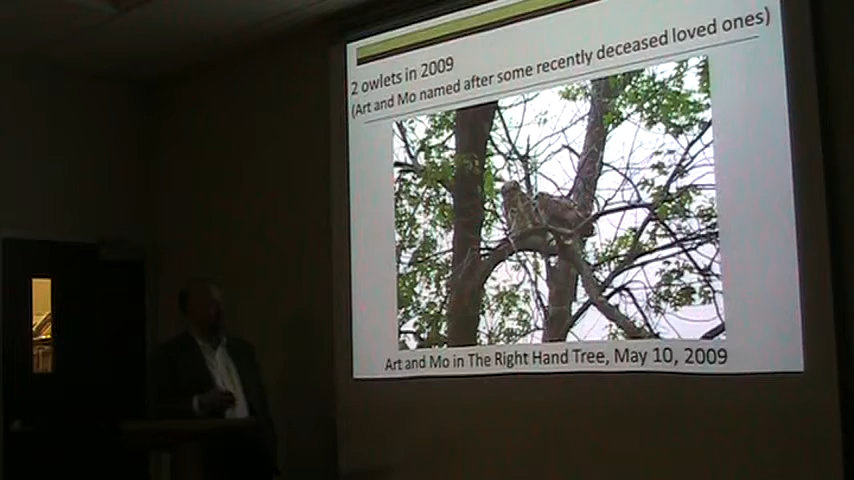 2 owlets in 2009
(Art and Mo named after some recently deceased loved ones)
Art and Mo in The Right Hand Tree, May 10, 2009